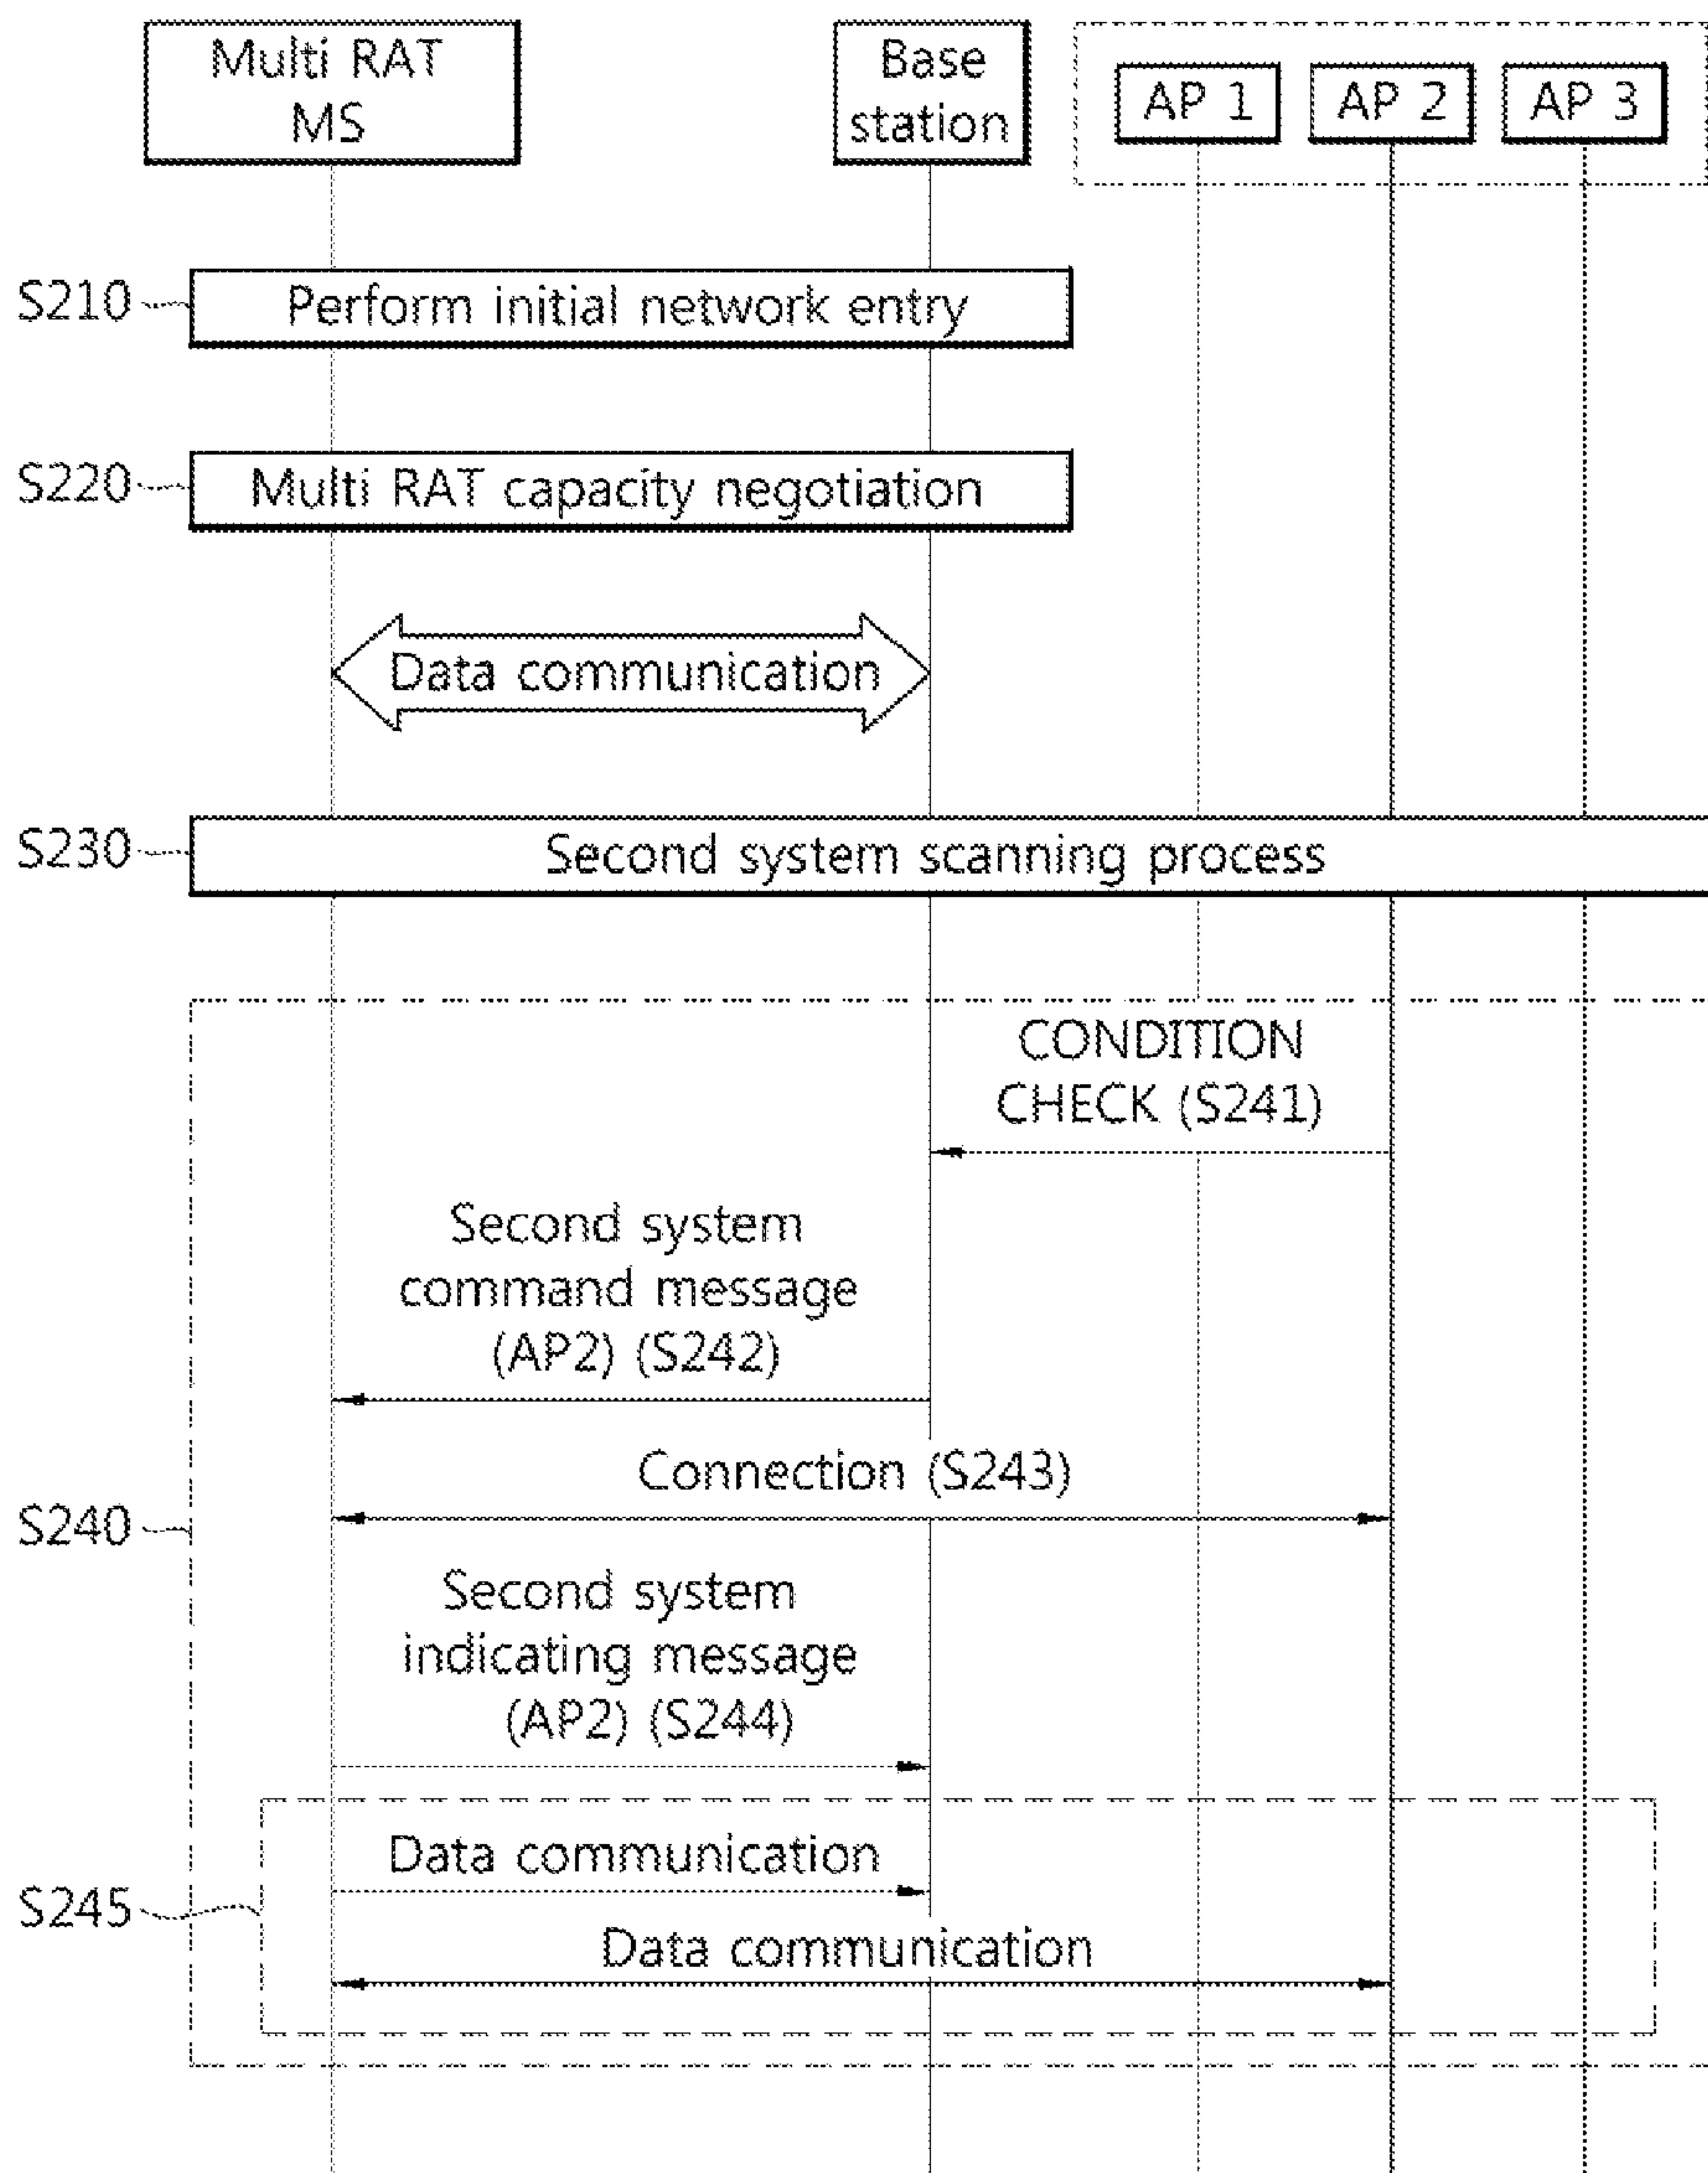 Multi RAT
MS
Base
station
AP 1
AP 2
AP 3
S210
Perform initial network entry
S220
Multi RAT capacity negotiation
Data communication
S230
Second system scanning process
CONDITION
CHECK (S241)
Second system
command message
(AP2) (S242)
Connection (S243)
S240
Second system
indicating message
(AP2) (S244)
Data communication
S245
Data communication